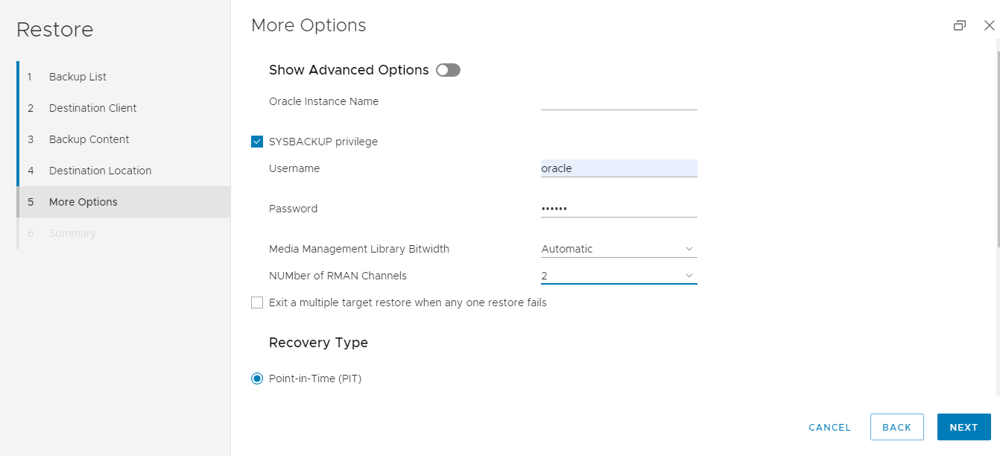 Restore
1 Backup List
2 Destination Client
3 Backup Content
4 Destination Location
5 More Options
6 Summary
More Options
Show Advanced Options
Oracle Instance Name
SYSBACKUP privilege
Username oracle
Password ••••••
Media Management Library Bitwidth Automatic
NUMber of RMAN Channels 2
Exit a multiple target restore when any one restore fails
Recovery Type
Point-in-Time (PIT)
CANCEL BACK NEXT